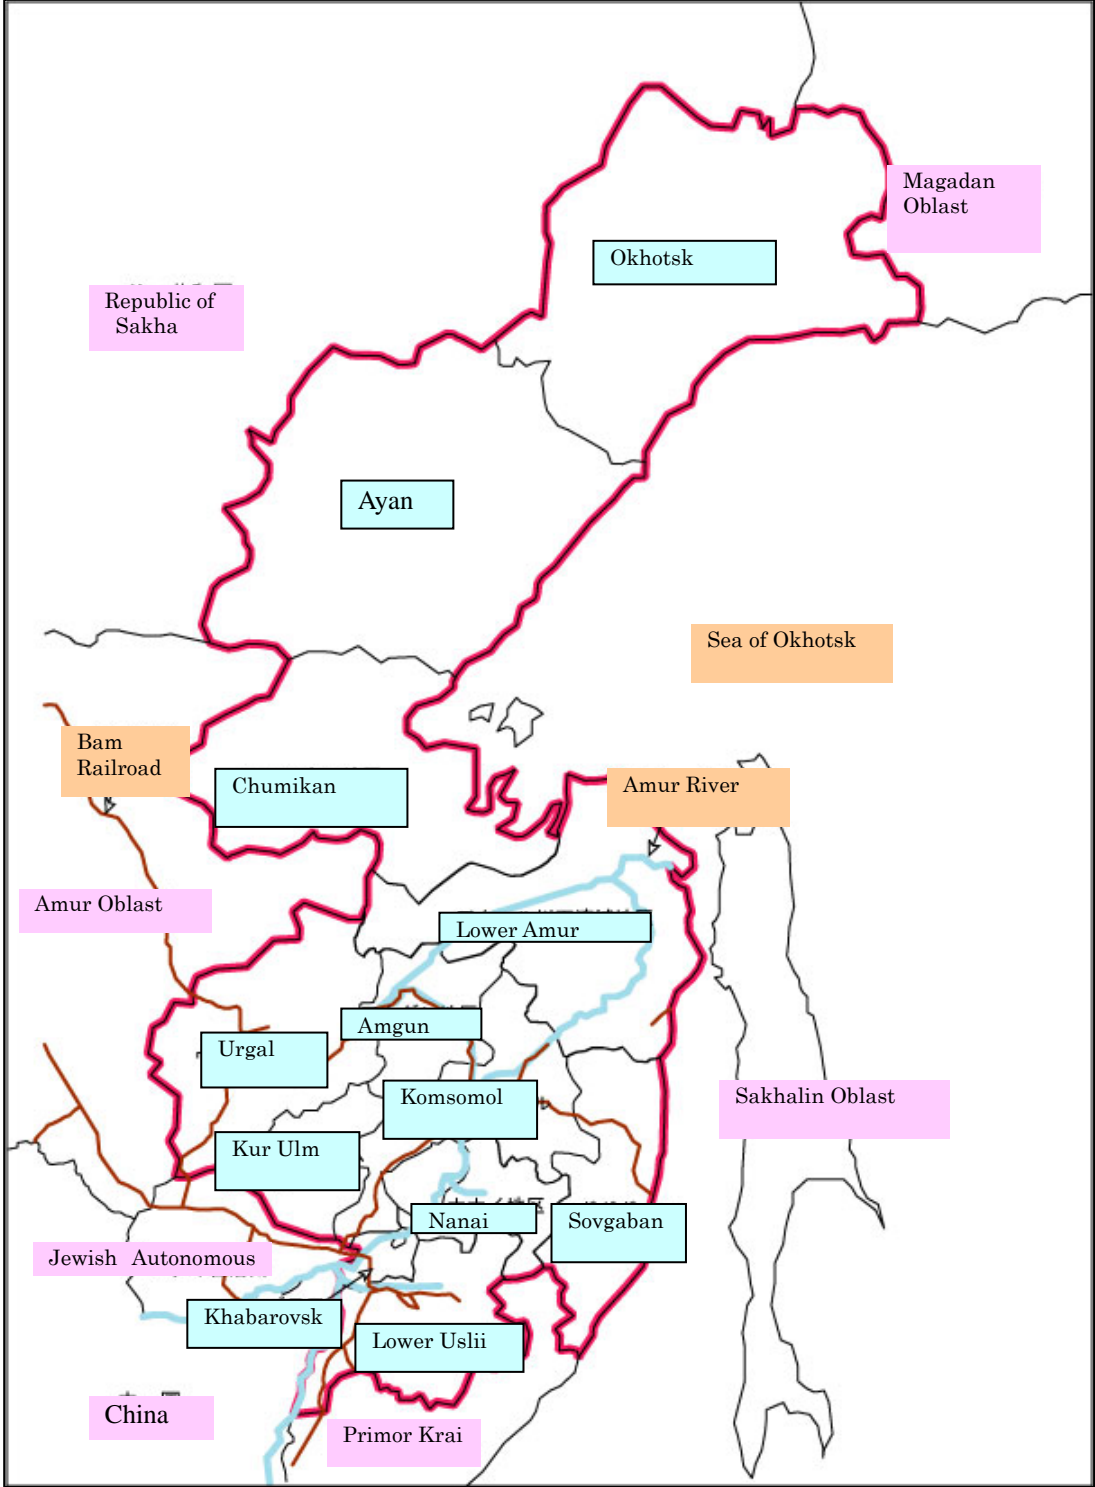 Magadan
Oblast
Okhotsk
Republic of
Sakha
Ayan
Sea of Okhotsk
Bam
Railroad
Chumikan
Amur River
Amur Oblast
Lower Amur
Amgun
Urgal
Komsomol
Sakhalin Oblast
Kur Ulm
Nanai
Sovgaban
Jewish Autonomous
Khabarovsk
Lower Uslii
China
Primor Krai